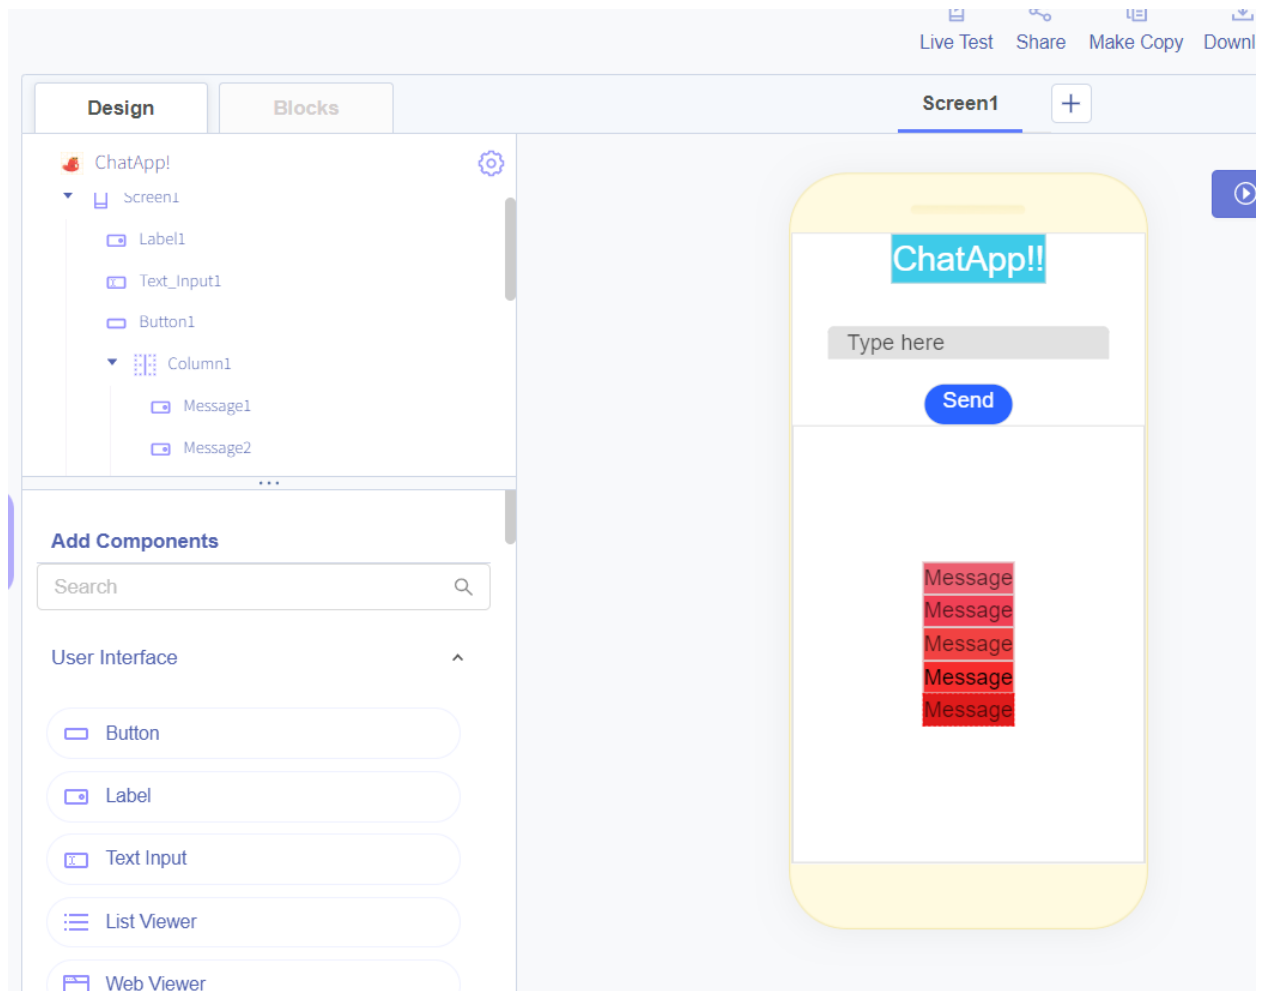 Live Test Share Make Copy Downl
Design Blocks Screen1 +
ChatApp!
Screen1
Label1
Text_Input1
Button1
Column1
Message1
Message2
Add Components
Search
User Interface
Button
Label
Text Input
List Viewer
Web Viewer
ChatApp!!
Type here
Send
Message
Message
Message
Message
Message